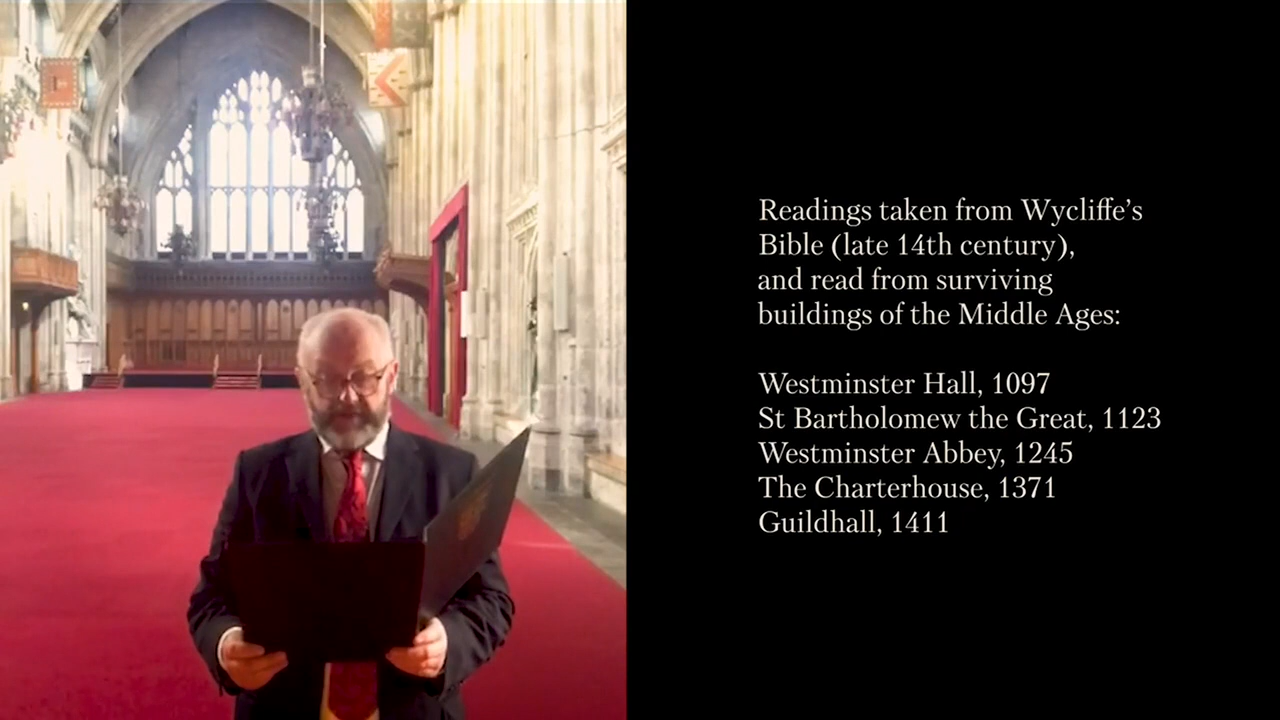 Readings taken from Wycliffe’s
Bible (late 14th century),
and read from surviving
buildings of the Middle Ages:
Westminster Hall, 1097
St Bartholomew the Great, 1123
Westminster Abbey, 1245
The Charterhouse, 1371
Guildhall, 1411